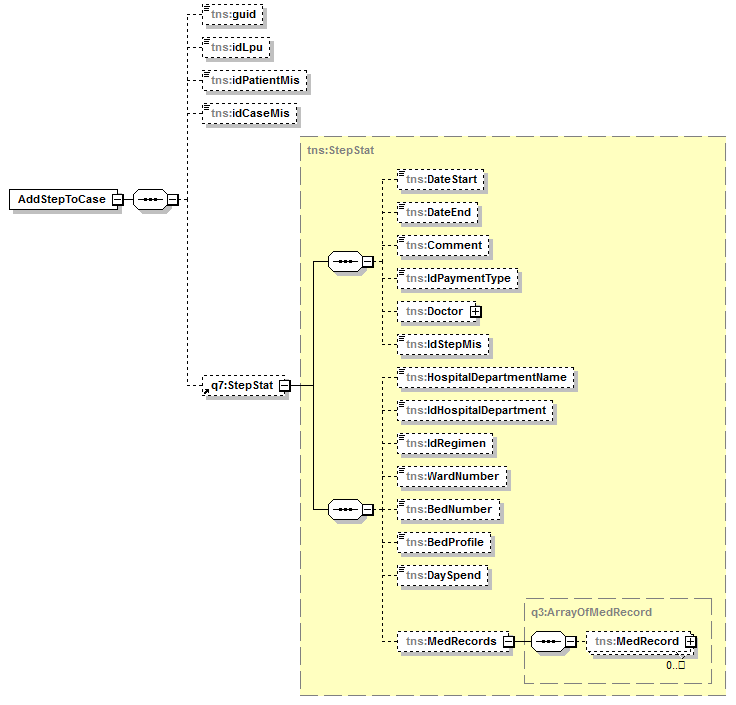 tns:guid
tns:idLpu
tns:idPatientMis
tns:idCaseMis
tns:StepStat
tns:DateStart
AddStepToCase
tns:DateEnd
tns:Comment
tns:IdPaymentType
tns:Doctor
tns:IdStepMis
q7:StepStat
tns:HospitalDepartmentName
tns:IdHospitalDepartment
tns:IdRegimen
tns:WardNumber
tns:BedNumber
tns:BedProfile
tns:DaySpend
q3:ArrayOfMedRecord
tns:MedRecords
tns:MedRecord
0..□